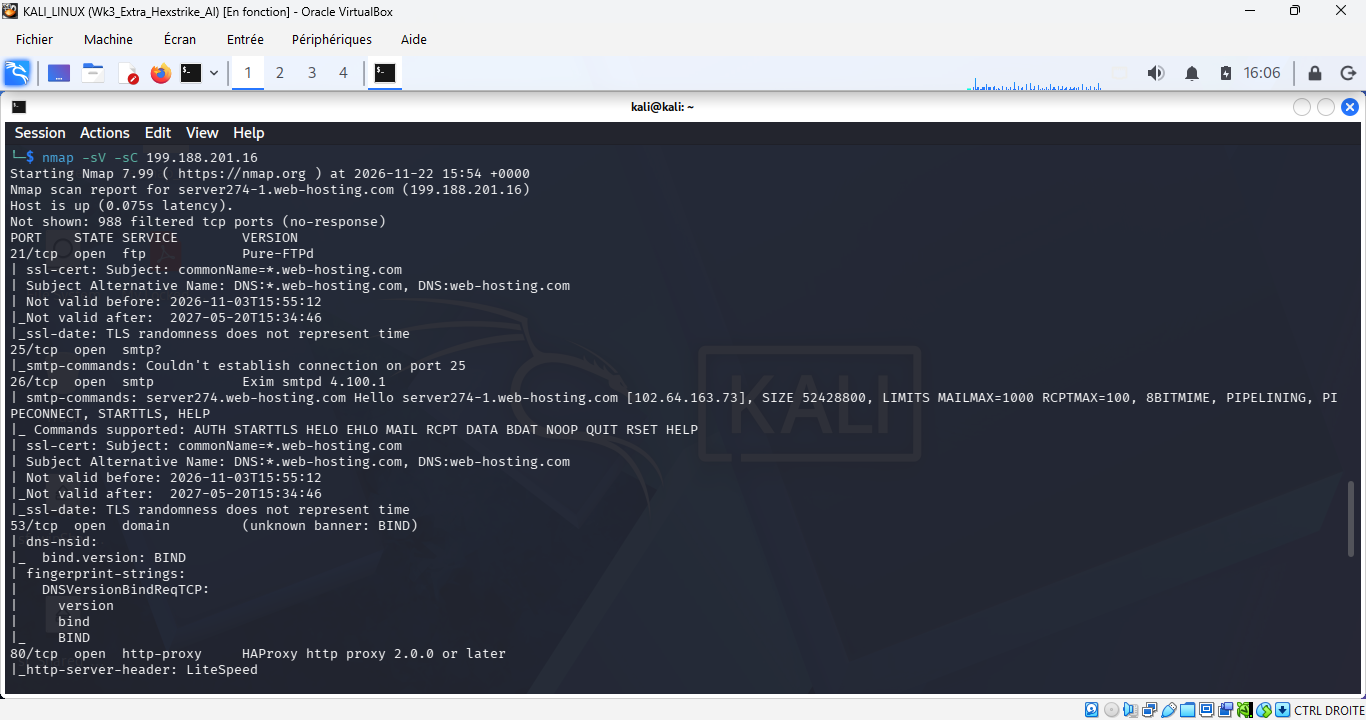 KALI_LINUX (Wk3_Extra_Hexstrike_AI) [En fonction] - Oracle VirtualBox
Fichier Machine Écran Entrée Périphériques Aide
1 2 3 4 16:06
kali@kali: ~
Session Actions Edit View Help
└─$ nmap -sV -sC 199.188.201.16
Starting Nmap 7.99 ( https://nmap.org ) at 2026-11-22 15:54 +0000
Nmap scan report for server274-1.web-hosting.com (199.188.201.16)
Host is up (0.075s latency).
Not shown: 988 filtered tcp ports (no-response)
PORT    STATE SERVICE        VERSION
21/tcp  open  ftp            Pure-FTPd
| ssl-cert: Subject: commonName=*.web-hosting.com
| Subject Alternative Name: DNS:*.web-hosting.com, DNS:web-hosting.com
| Not valid before: 2026-11-03T15:55:12
|_Not valid after:  2027-05-20T15:34:46
|_ssl-date: TLS randomness does not represent time
25/tcp  open  smtp?
|_smtp-commands: Couldn't establish connection on port 25
26/tcp  open  smtp           Exim smtpd 4.100.1
| smtp-commands: server274.web-hosting.com Hello server274-1.web-hosting.com [102.64.163.73], SIZE 52428800, LIMITS MAILMAX=1000 RCPTMAX=100, 8BITMIME, PIPELINING, PI
PECONNECT, STARTTLS, HELP
|_ Commands supported: AUTH STARTTLS HELO EHLO MAIL RCPT DATA BDAT NOOP QUIT RSET HELP
| ssl-cert: Subject: commonName=*.web-hosting.com
| Subject Alternative Name: DNS:*.web-hosting.com, DNS:web-hosting.com
| Not valid before: 2026-11-03T15:55:12
|_Not valid after:  2027-05-20T15:34:46
|_ssl-date: TLS randomness does not represent time
53/tcp  open  domain         (unknown banner: BIND)
| dns-nsid:
|_  bind.version: BIND
| fingerprint-strings:
|   DNSVersionBindReqTCP:
|     version
|     bind
|_    BIND
80/tcp  open  http-proxy     HAProxy http proxy 2.0.0 or later
|_http-server-header: LiteSpeed
KALI
CTRL DROITE